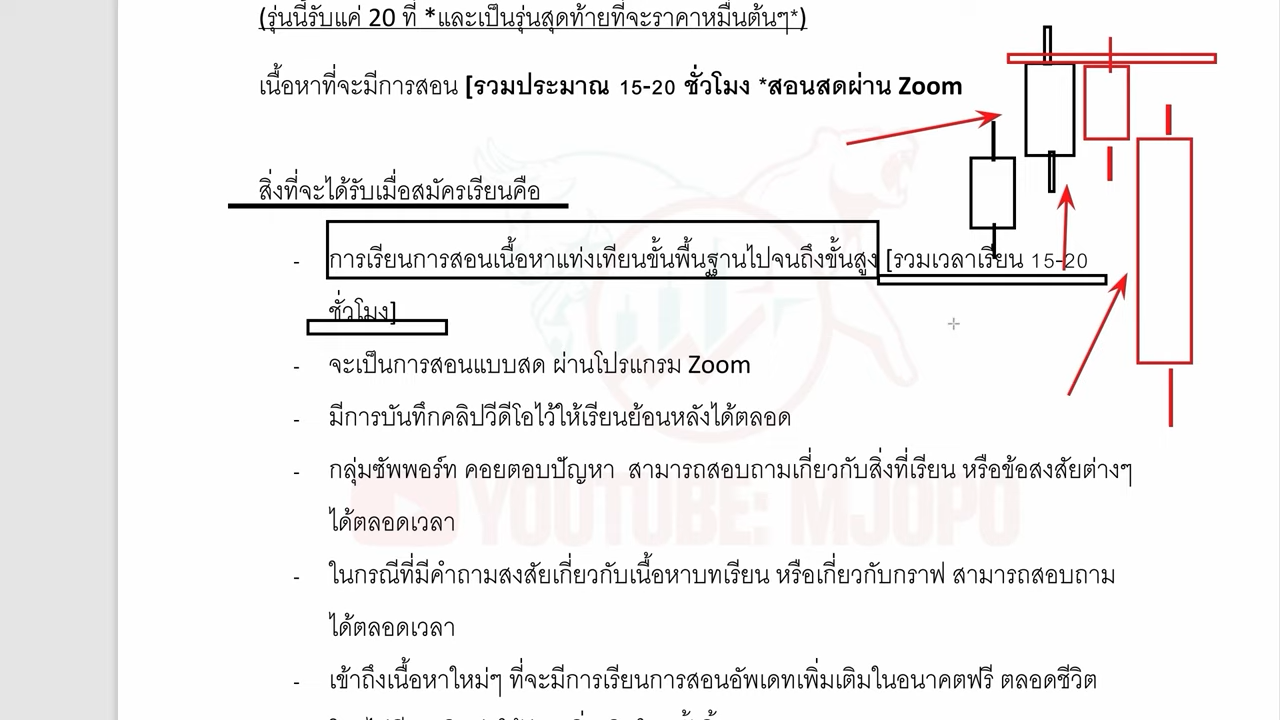 (รุ่นนี้รับแค่ 20 ที่ *และเป็นรุ่นสุดท้ายที่จะราคาหมื่นต้นๆ*)
เนื้อหาที่จะมีการสอน [รวมประมาณ 15-20 ชั่วโมง *สอนสดผ่าน Zoom
สิ่งที่จะได้รับเมื่อสมัครเรียนคือ
- การเรียนการสอนเนื้อหาแท่งเทียนขั้นพื้นฐานไปจนถึงขั้นสูง [รวมเวลาเรียน 15-20
ชั่วโมง]
- จะเป็นการสอนแบบสด ผ่านโปรแกรม Zoom
- มีการบันทึกคลิปวีดีโอไว้ให้เรียนย้อนหลังได้ตลอด
- กลุ่มซัพพอร์ท คอยตอบปัญหา สามารถสอบถามเกี่ยวกับสิ่งที่เรียน หรือข้อสงสัยต่างๆ
YOUTUBE: MJOPU
ได้ตลอดเวลา
- ในกรณีที่มีคำถามสงสัยเกี่ยวกับเนื้อหาบทเรียน หรือเกี่ยวกับกราฟ สามารถสอบถาม
ได้ตลอดเวลา
- เข้าถึงเนื้อหาใหม่ๆ ที่จะมีการเรียนการสอนอัพเดทเพิ่มเติมในอนาคตฟรี ตลอดชีวิต